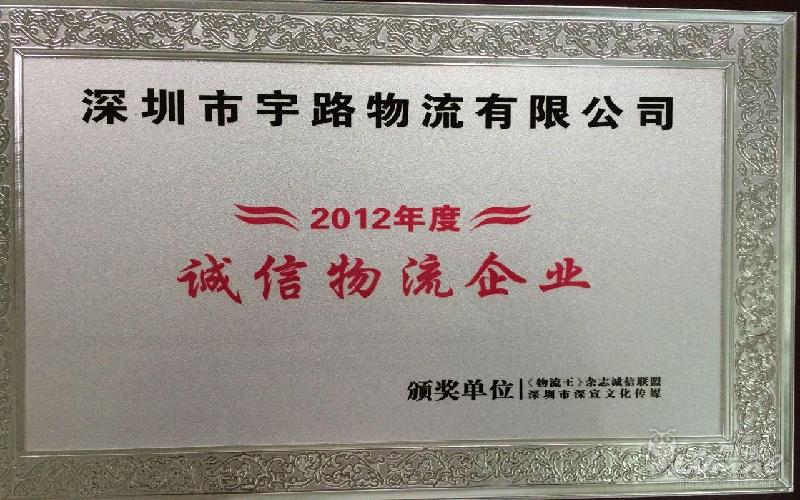 深圳市宇路物流有限公司
2012年度
诚信物流企业
颁奖单位
《物流王》杂志诚信联盟
深圳市深宣文化传媒